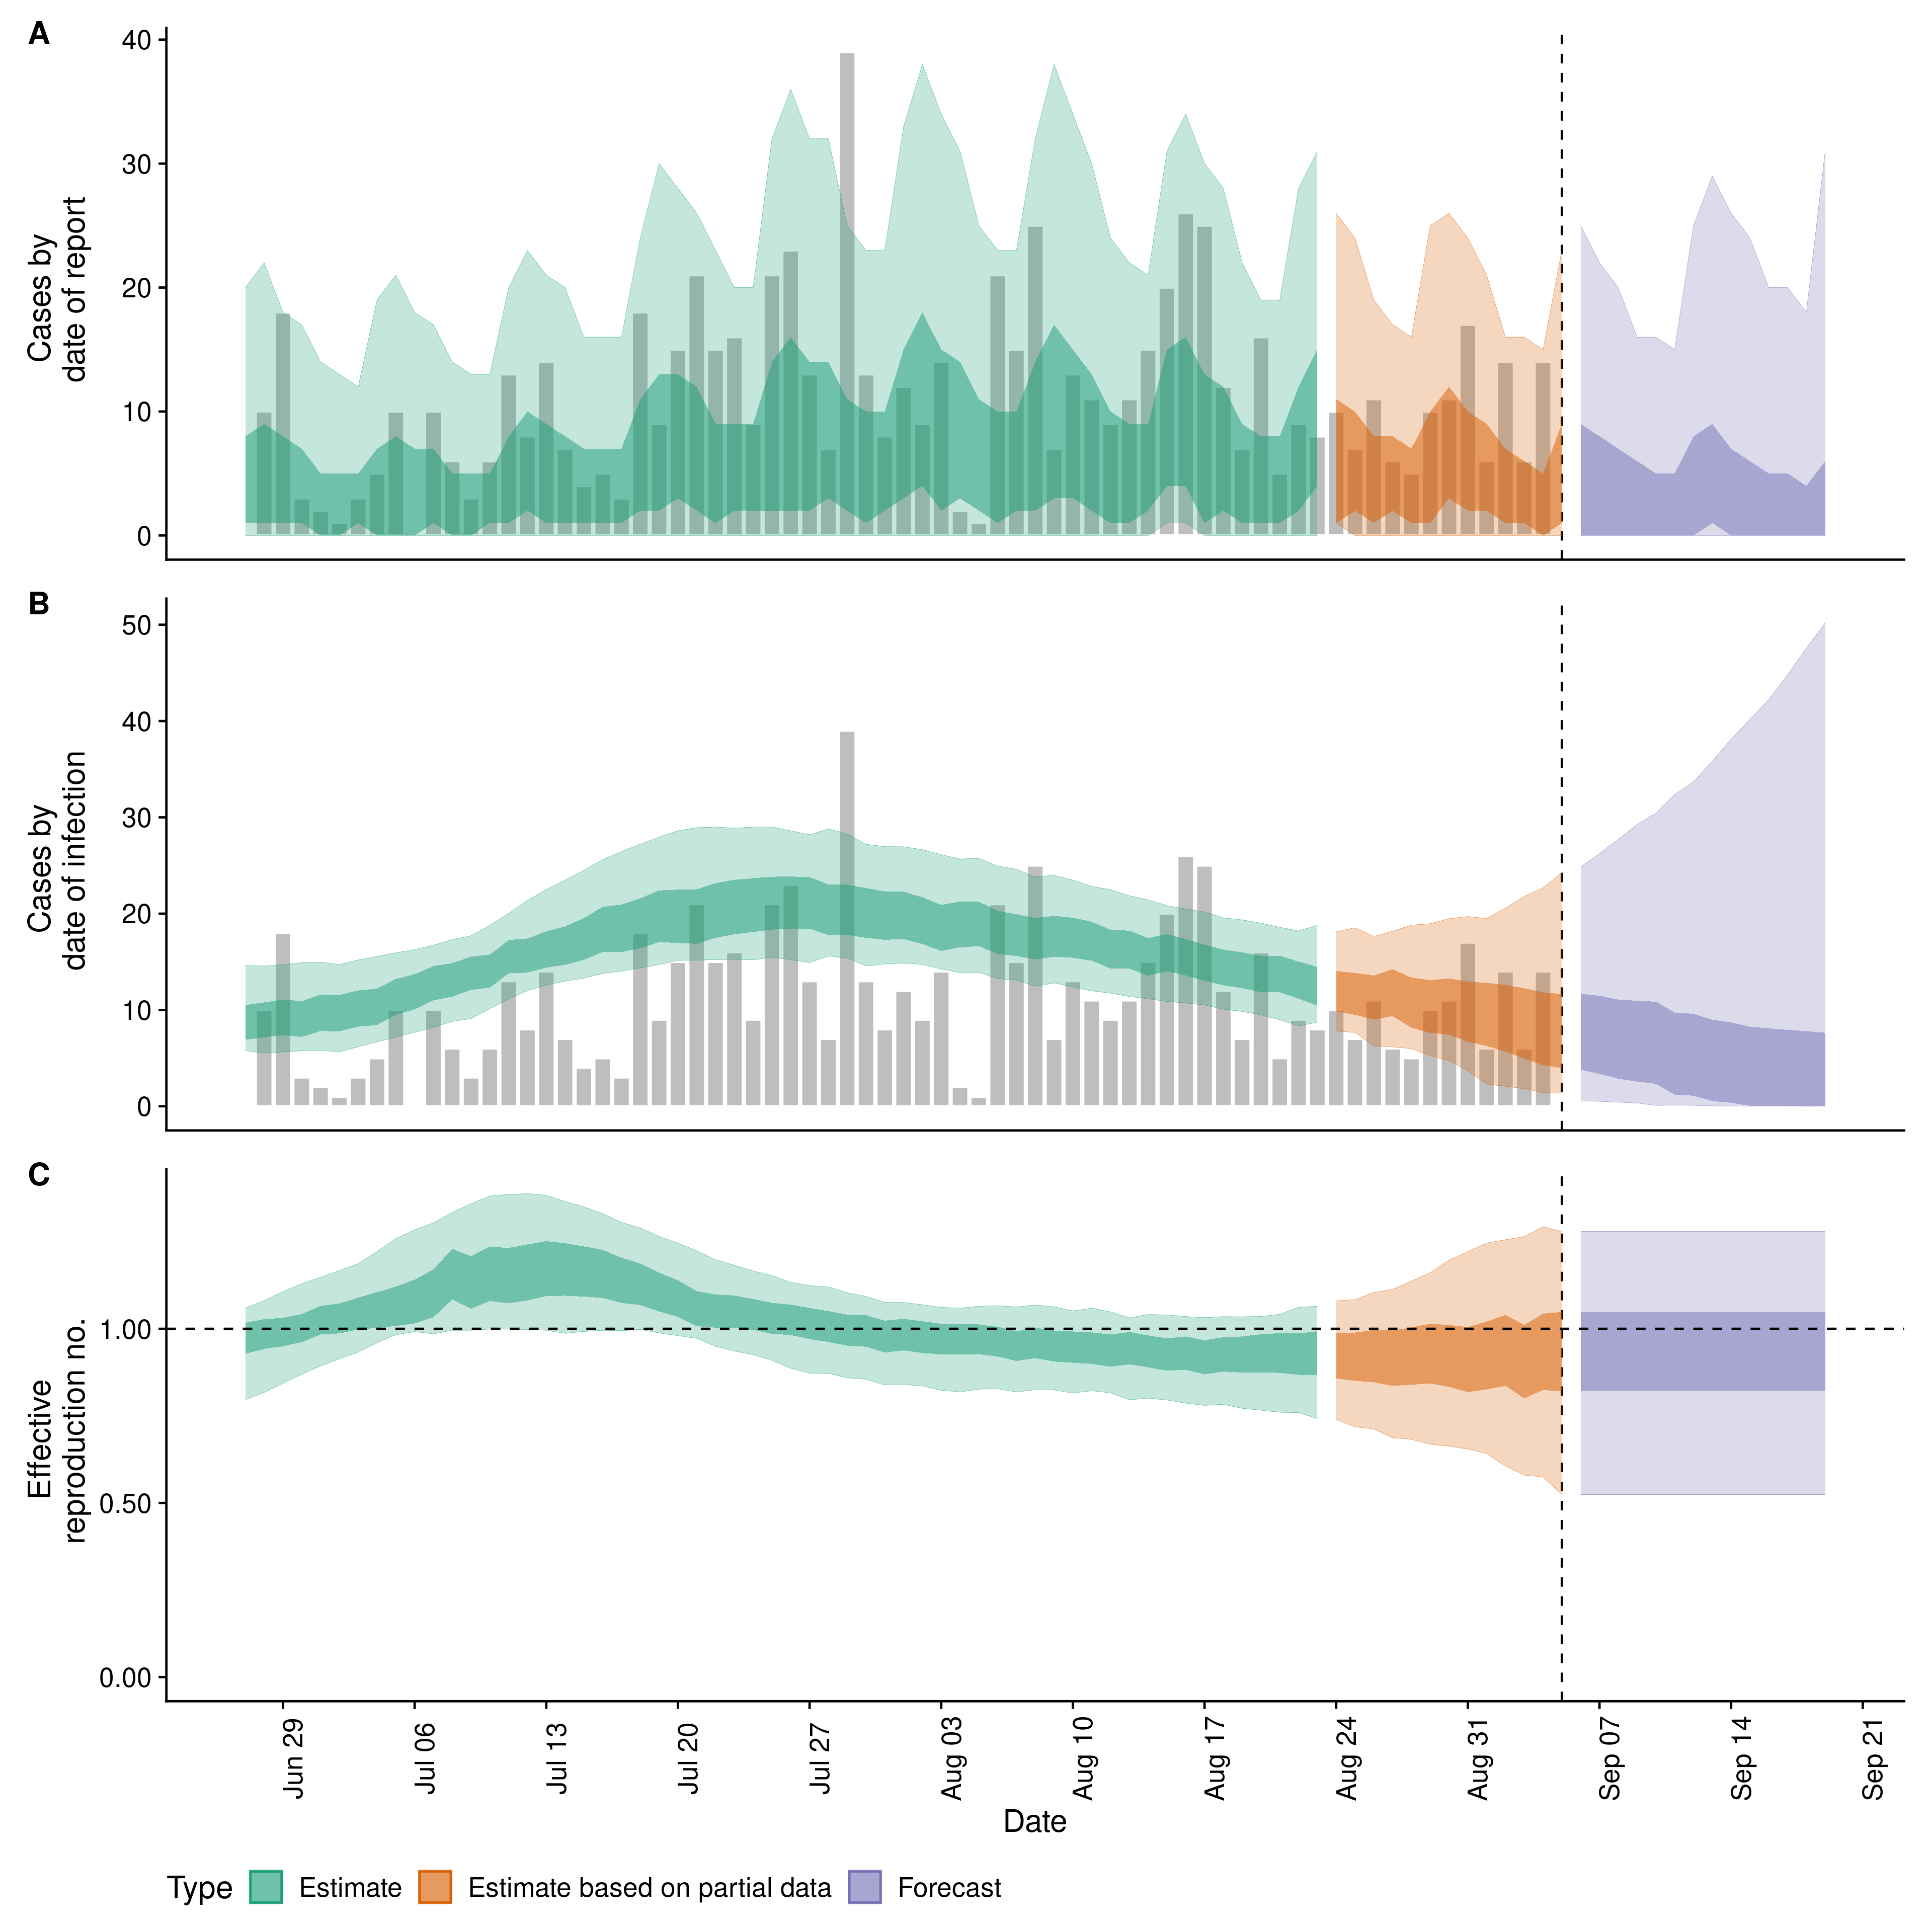 A
40
30
20
10
0
Cases by
date of report
B
50
40
30
20
10
0
Cases by
date of infection
C
1.00
0.50
0.00
Effective
reproduction no.
Jun 29
Jul 06
Jul 13
Jul 20
Jul 27
Aug 03
Aug 10
Aug 17
Aug 24
Aug 31
Sep 07
Sep 14
Sep 21
Date
Type Estimate Estimate based on partial data Forecast